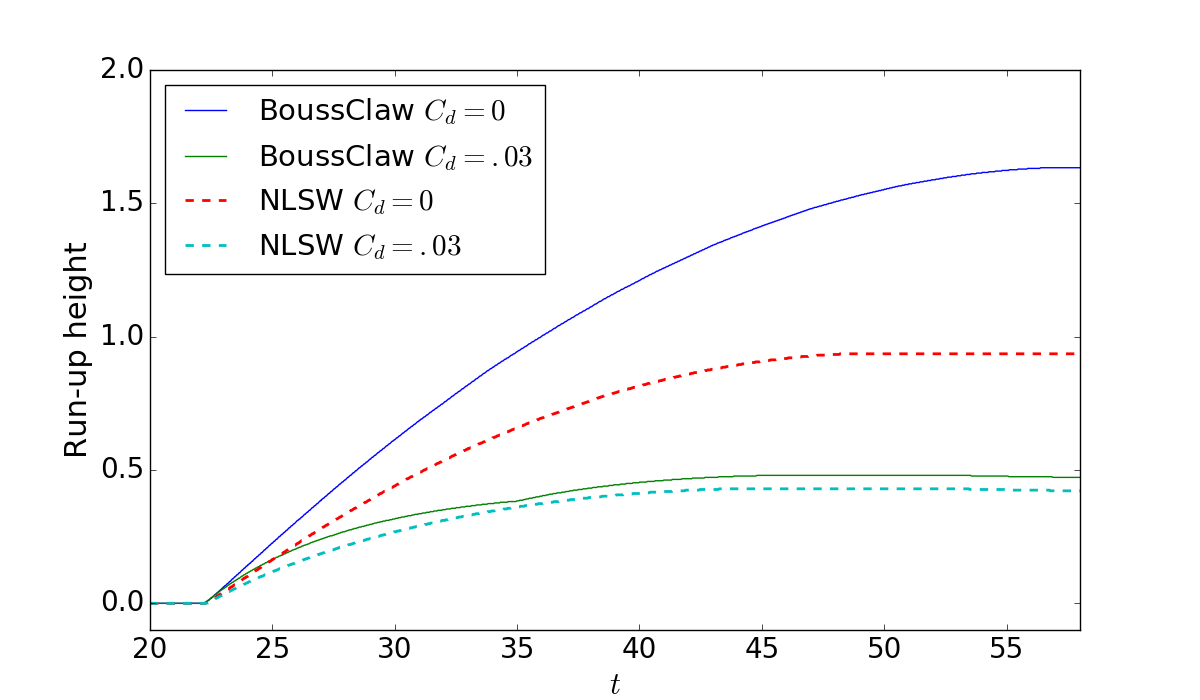 2.0
1.5
1.0
0.5
0.0
Run-up height
BoussClaw C_d = 0
BoussClaw C_d = .03
NLSW C_d = 0
NLSW C_d = .03
20 25 30 35 40 45 50 55
t